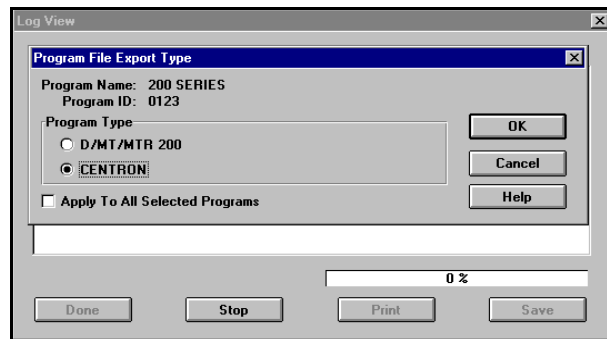 Log View
Program File Export Type
Program Name: 200 SERIES
Program ID: 0123
Program Type
D/MT/MTR 200
CENTRON
Apply To All Selected Programs
OK
Cancel
Help
0 %
Done
Stop
Print
Save